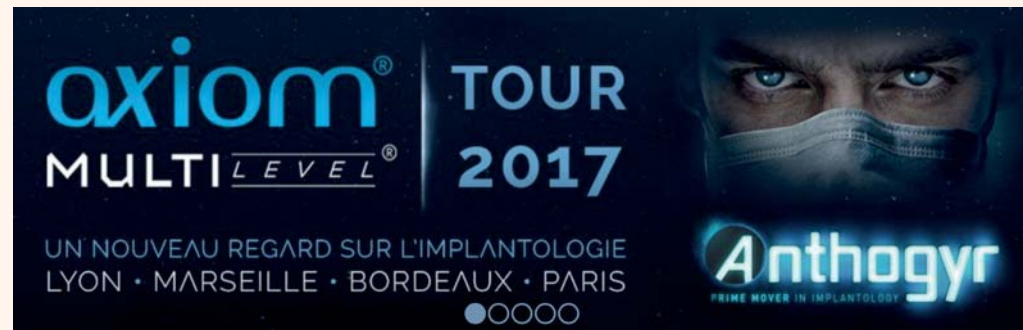 axiom®
MULTI LEVEL®
TOUR
2017
UN NOUVEAU REGARD SUR L'IMPLANTOLOGIE
LYON • MARSEILLE • BORDEAUX • PARIS
Anthogyr
PRIME MOVER IN IMPLANTOLOGY